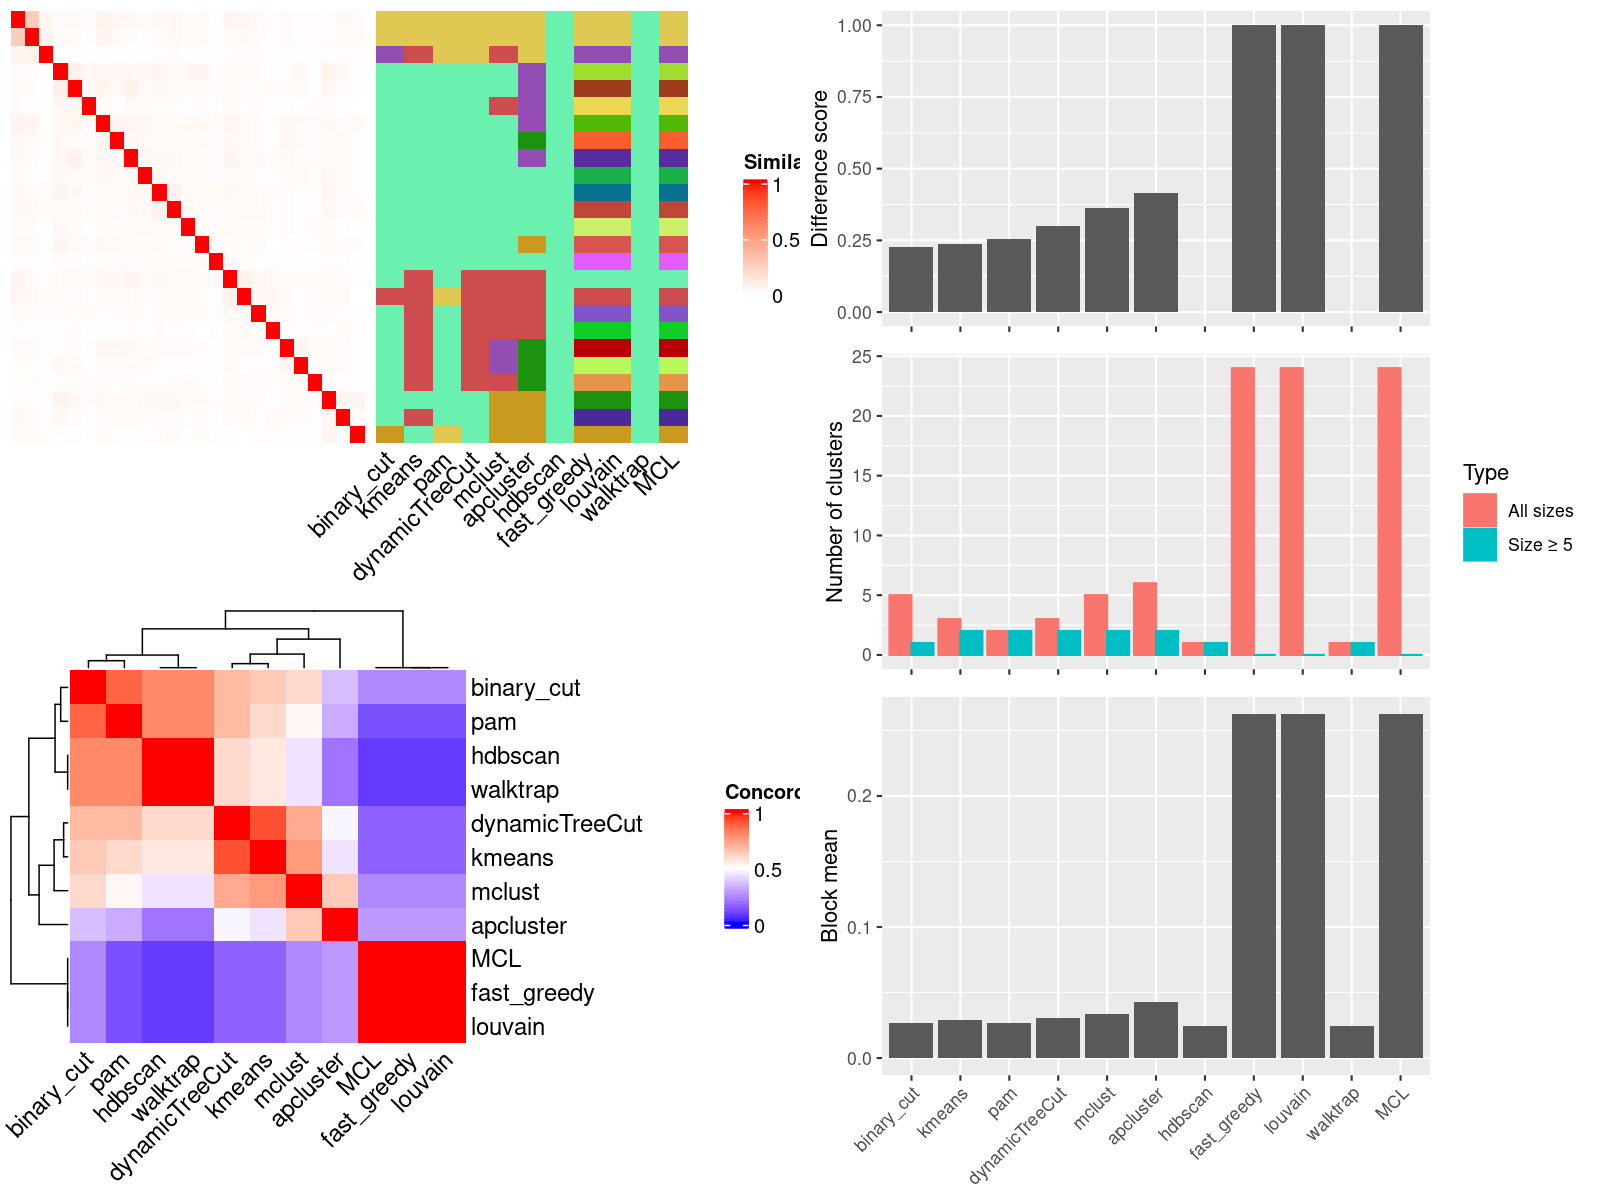 Simila
1
0.5
0
binary_cut
kmeans
pam
dynamicTreeCut
mclust
apcluster
hdbscan
fast_greedy
louvain
walktrap
MCL
binary_cut
pam
hdbscan
walktrap
dynamicTreeCut
kmeans
mclust
apcluster
MCL
fast_greedy
louvain
binary_cut
pam
hdbscan
walktrap
dynamicTreeCut
kmeans
mclust
apcluster
MCL
fast_greedy
louvain
Concord
1
0.5
0
Difference score
1.00
0.75
0.50
0.25
0.00
Number of clusters
25
20
15
10
5
0
Type
All sizes
Size ≥ 5
Block mean
0.2
0.1
0.0
binary_cut
kmeans
pam
dynamicTreeCut
mclust
apcluster
hdbscan
fast_greedy
louvain
walktrap
MCL